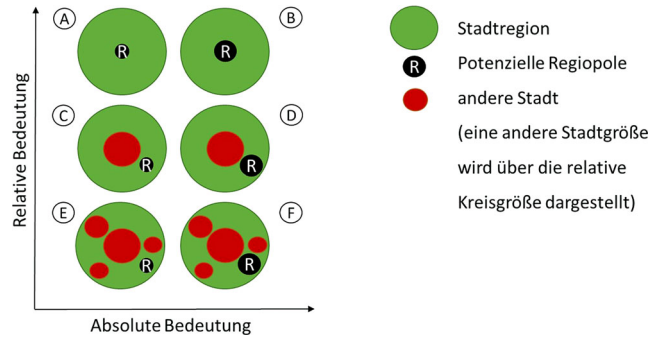 Relative Bedeutung
A
B
R
R
C
D
R
R
E
F
R
R
Absolute Bedeutung
Stadtregion
R
Potenzielle Regiopole
andere Stadt
(eine andere Stadtgröße
wird über die relative
Kreisgröße dargestellt)